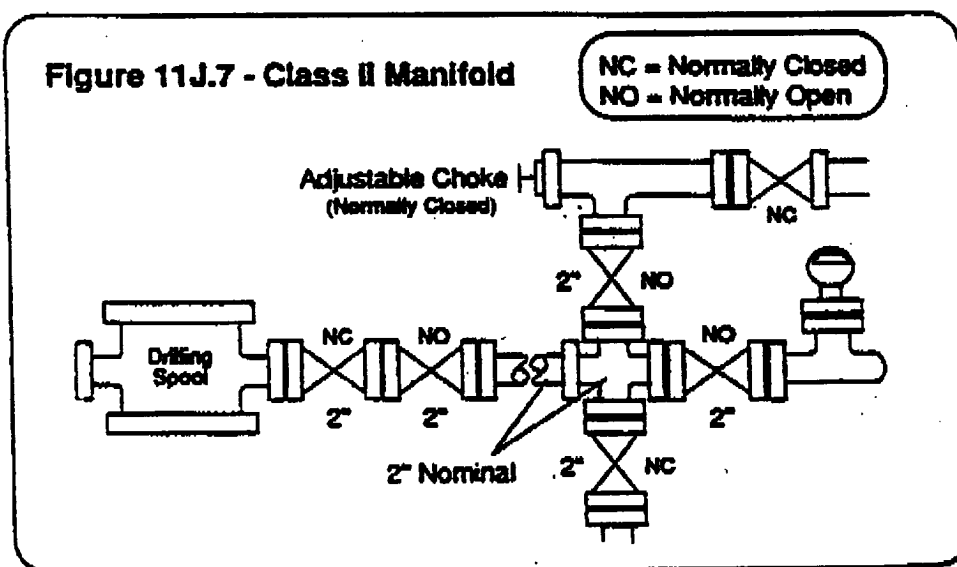 Figure 11J.7 - Class II Manifold
NC = Normally Closed
NO = Normally Open
Adjustable Choke
(Normally Closed)
NC
2"
NO
Drilling
Spool
NC
NO
NO
2"
2"
2"
2" Nominal
2"
NC